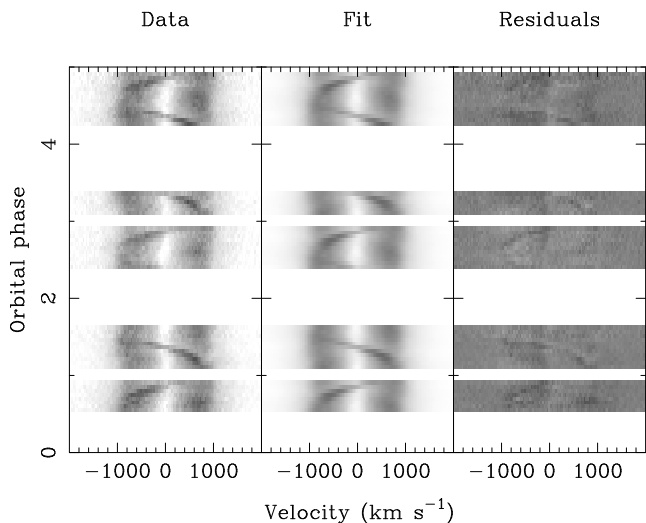 Data Fit Residuals
4
2
0
Orbital phase
−1000 0 1000 −1000 0 1000 −1000 0 1000
Velocity (km s−1)